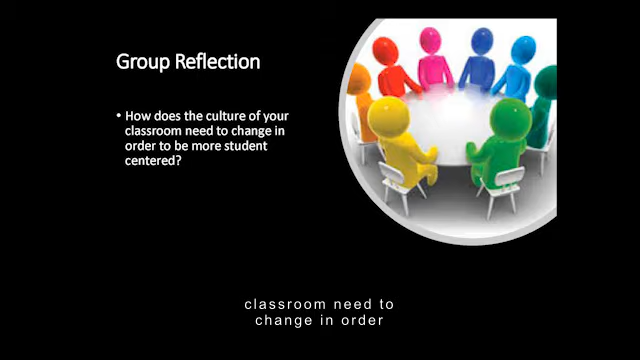 Group Reflection
• How does the culture of your
classroom need to change in
order to be more student
centered?
classroom need to
change in order